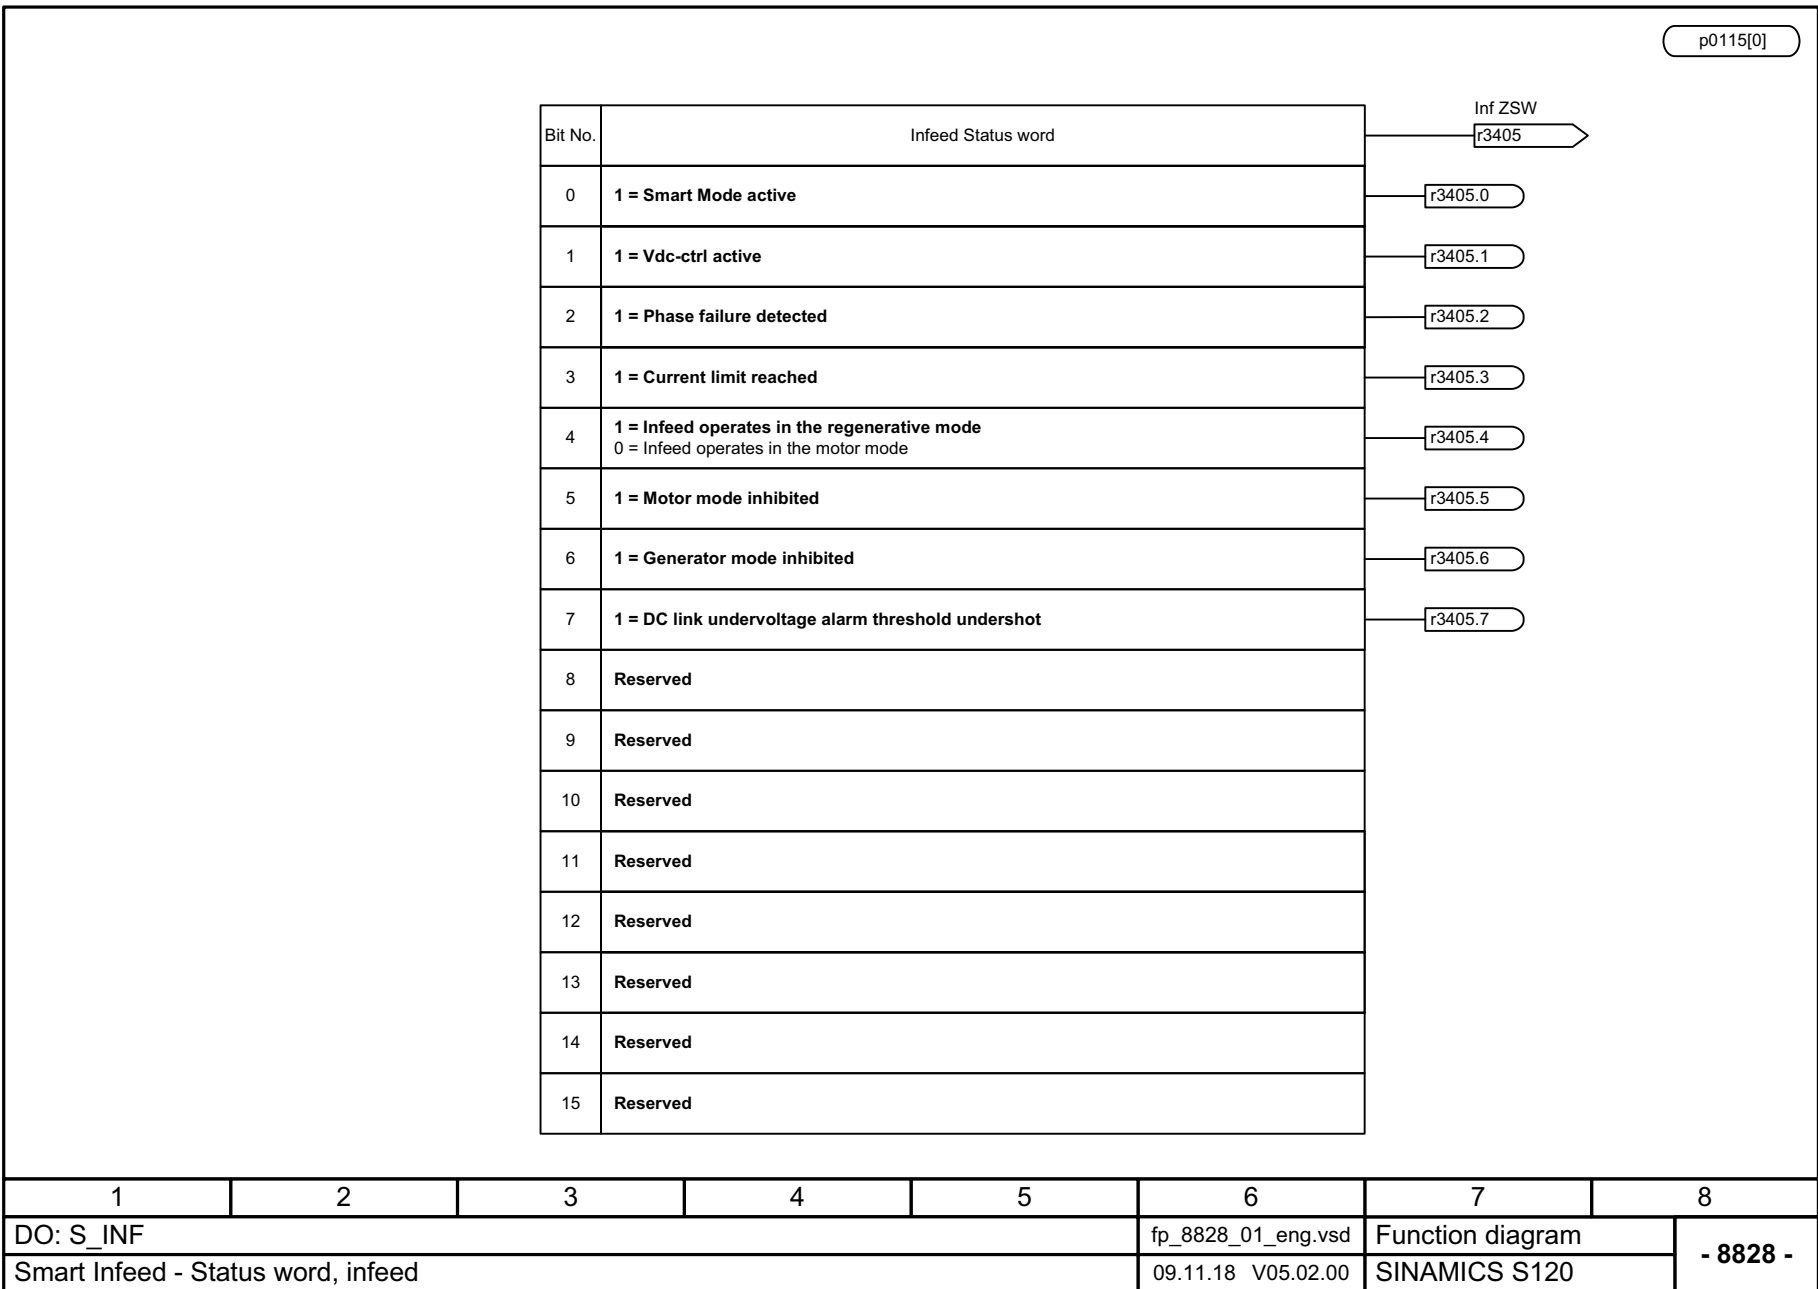 p0115[0]
Inf ZSW
Bit No. Infeed Status word r3405
0 1 = Smart Mode active r3405.0
1 1 = Vdc-ctrl active r3405.1
2 1 = Phase failure detected r3405.2
3 1 = Current limit reached r3405.3
4 1 = Infeed operates in the regenerative mode r3405.4
0 = Infeed operates in the motor mode
5 1 = Motor mode inhibited r3405.5
6 1 = Generator mode inhibited r3405.6
7 1 = DC link undervoltage alarm threshold undershot r3405.7
8 Reserved
9 Reserved
10 Reserved
11 Reserved
12 Reserved
13 Reserved
14 Reserved
15 Reserved
1 2 3 4 5 6 7 8
DO: S_INF fp_8828_01_eng.vsd Function diagram - 8828 -
Smart Infeed - Status word, infeed 09.11.18 V05.02.00 SINAMICS S120